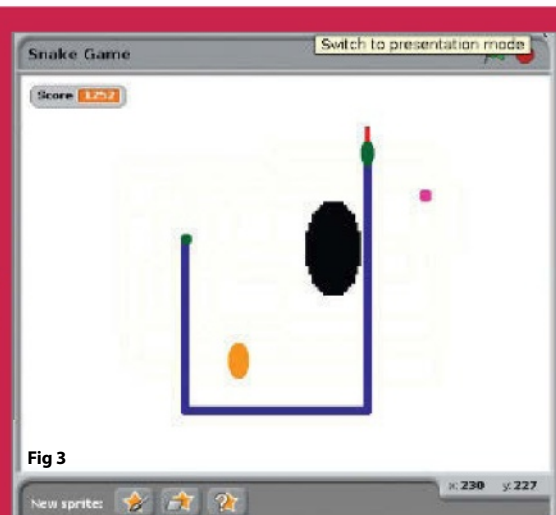 Switch to presentation mode
Snake Game
Score 1252
Fig 3
x: 230 y: 227
New sprite: